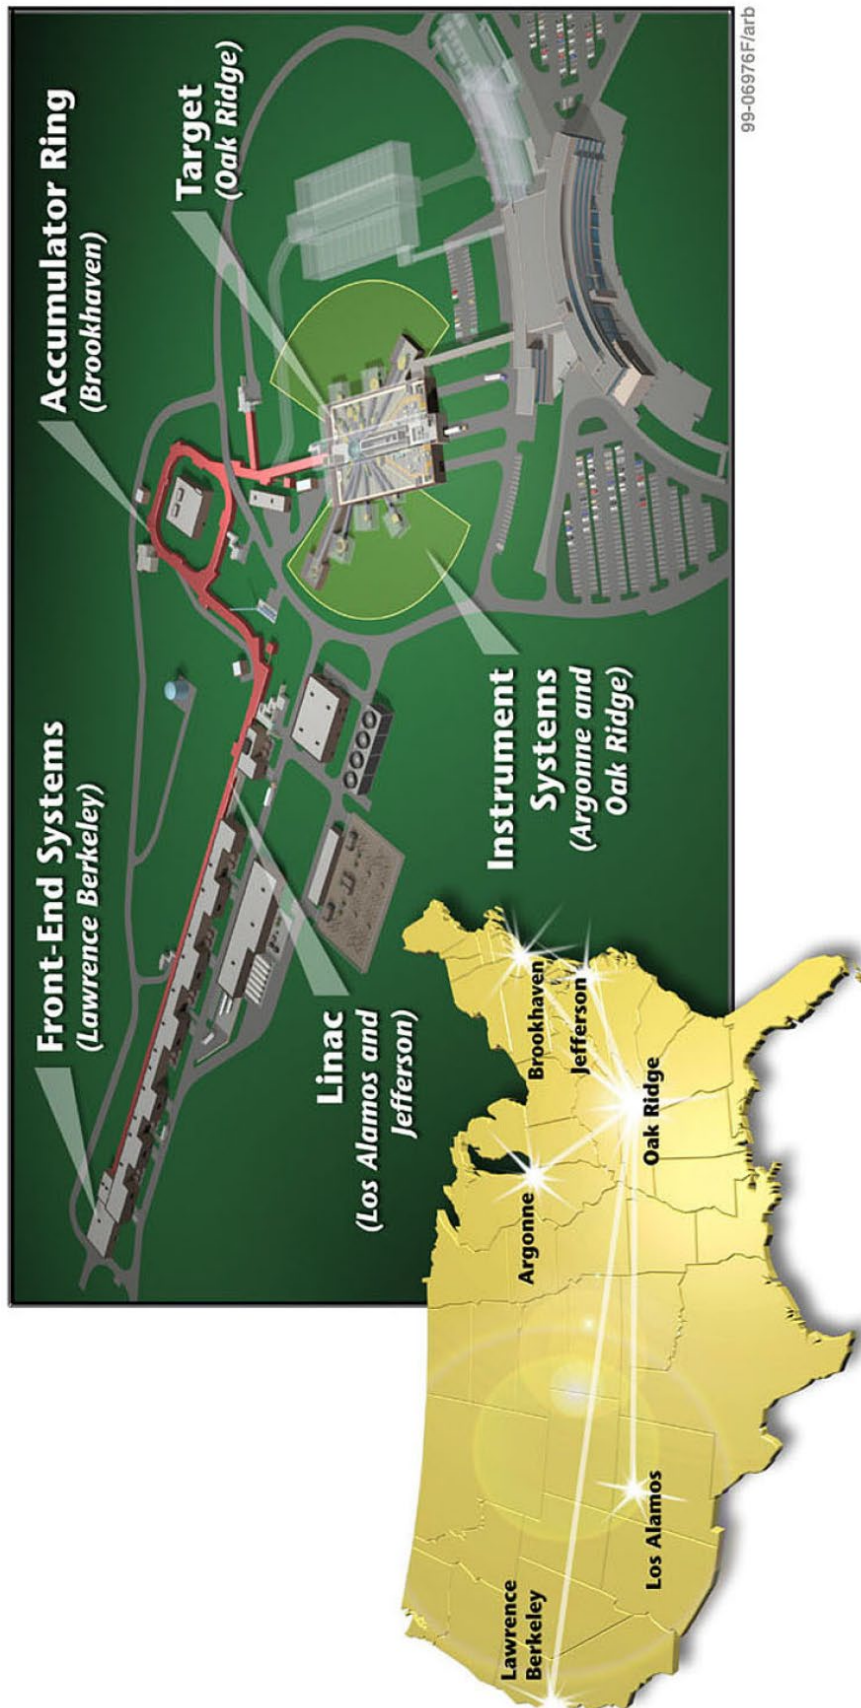 Front-End Systems
(Lawrence Berkeley)
Accumulator Ring
(Brookhaven)
Target
(Oak Ridge)
Linac
(Los Alamos and
Jefferson)
Instrument
Systems
(Argonne and
Oak Ridge)
Lawrence
Berkeley
Los Alamos
Argonne
Oak Ridge
Brookhaven
Jefferson
99-06976F/arb